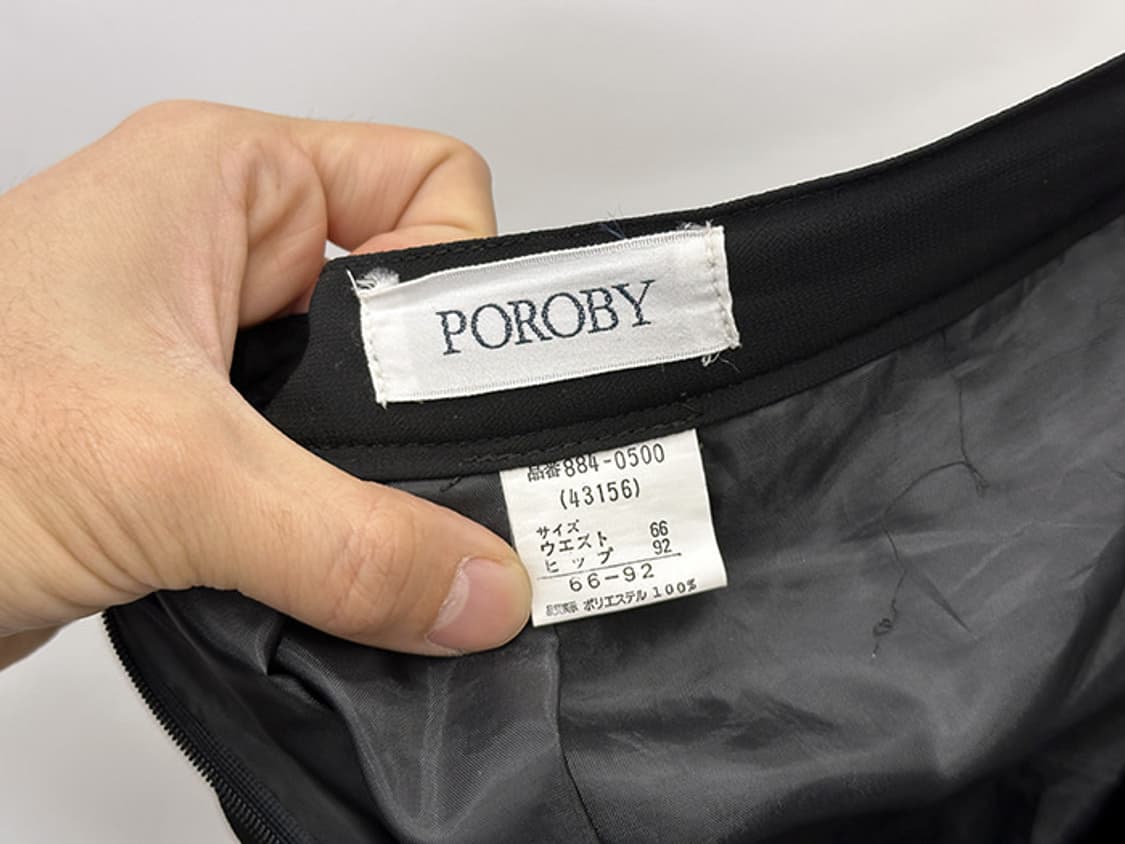 POROBY
品番884-0500
(43156)
サイズ
ウエスト 66
ヒップ 92
66-92
ポリエステル 100%